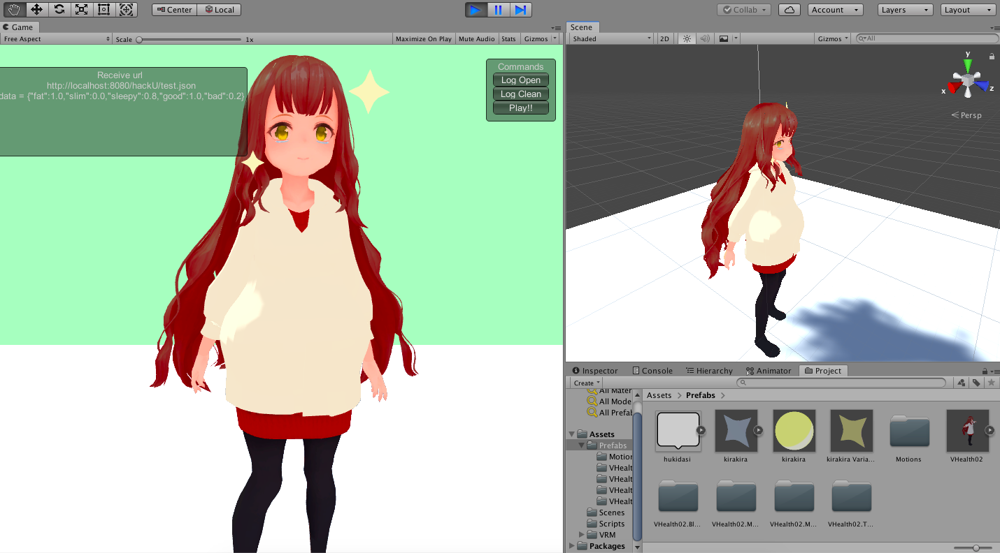 Center
Local
Collab
Account
Layers
Layout
Game
Free Aspect
Scale
1x
Maximize On Play
Mute Audio
Stats
Gizmos
Receive url
http://localhost:8080/hackU/test.json
data = {"fat":1.0,"slim":0.0,"sleepy":0.8,"good":1.0,"bad":0.2}
Commands
Log Open
Log Clean
Play!!
Scene
Shaded
2D
Gizmos
All
y
x
z
Persp
Inspector
Console
Hierarchy
Animator
Project
Create
All Mater
All Mode
All Prefab
Assets
Prefabs
Motion
VHealt
VHealt
VHealt
VHealt
Scenes
Scripts
VRM
Packages
Assets
Prefabs
hukidasi
kirakira
kirakira
kirakira Varia...
Motions
VHealth02
VHealth02.Bl...
VHealth02.M...
VHealth02.M...
VHealth02.T...